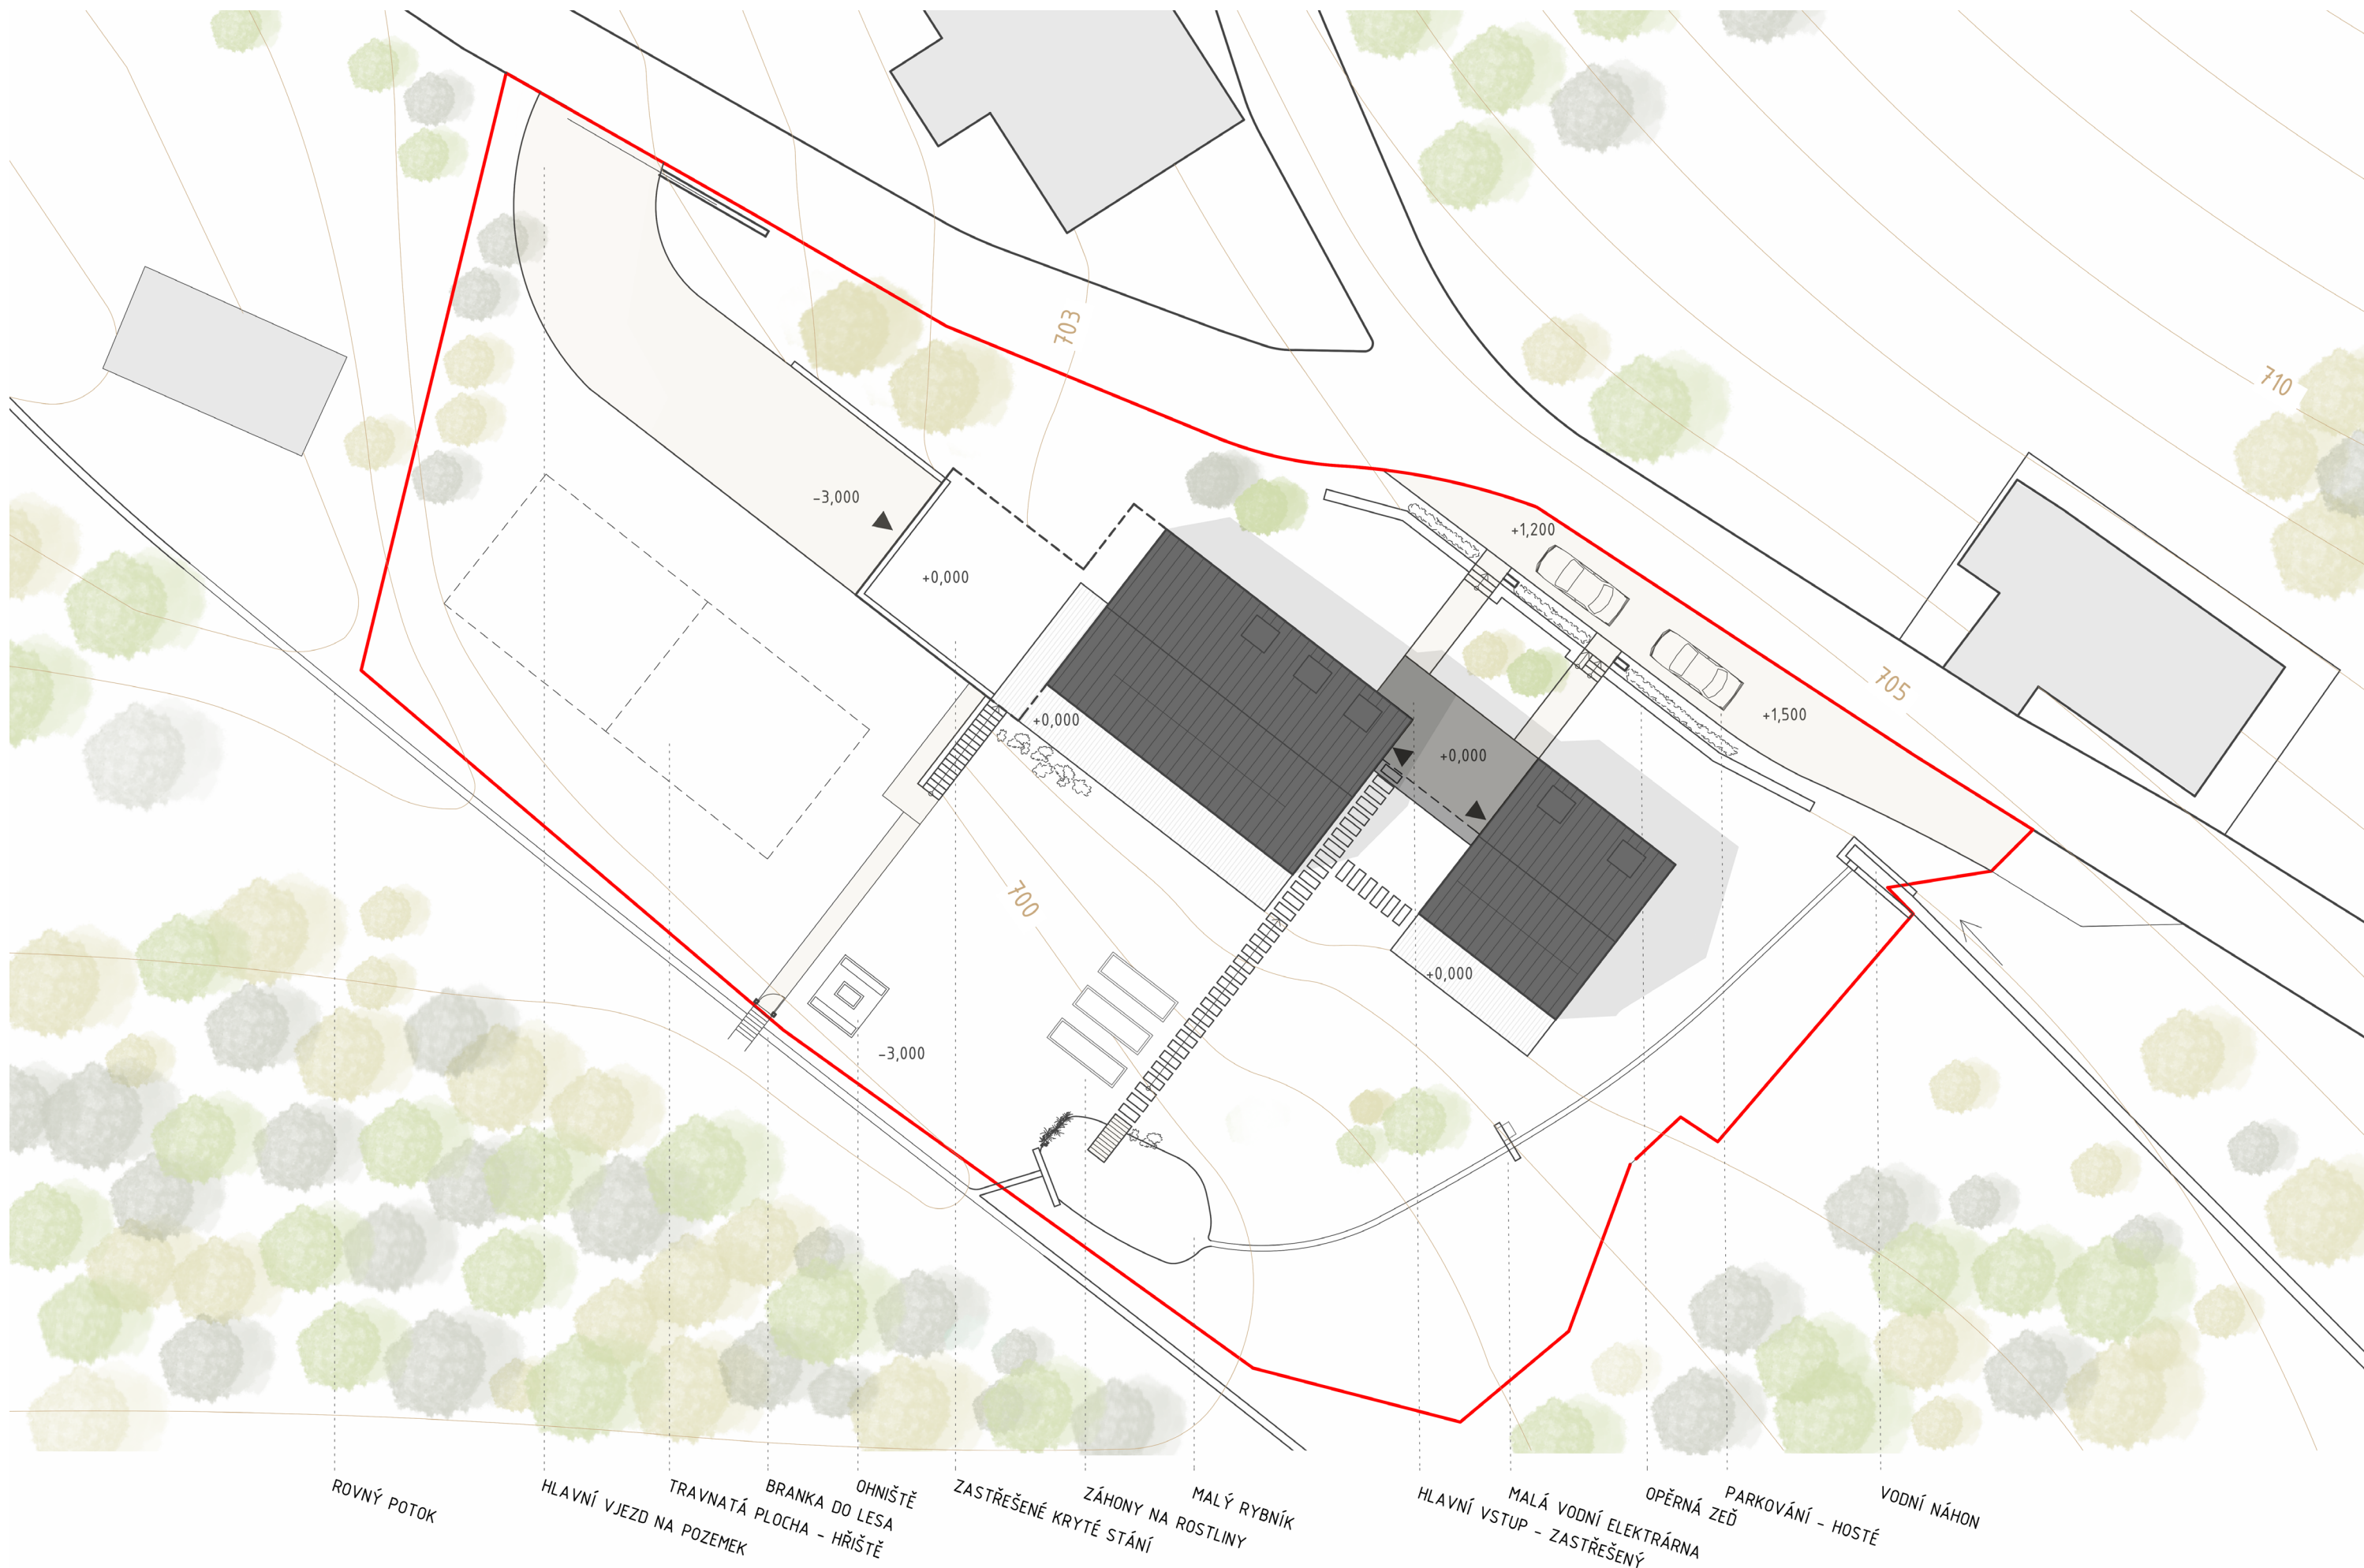 703
710
-3,000
+1,200
+0,000
705
+1,500
+0,000
+0,000
700
+0,000
-3,000
ROVNÝ POTOK
HLAVNÍ VJEZD NA POZEMEK
TRAVNATÁ PLOCHA - HŘIŠTĚ
BRANKA DO LESA
OHNIŠTĚ
ZASTŘEŠENÉ KRYTÉ STÁNÍ
ZÁHONY NA ROSTLINY
MALÝ RYBNÍK
HLAVNÍ VSTUP - ZASTŘEŠENÝ
MALÁ VODNÍ ELEKTRÁRNA
OPĚRNÁ ZEĎ
PARKOVÁNÍ - HOSTÉ
VODNÍ NÁHON